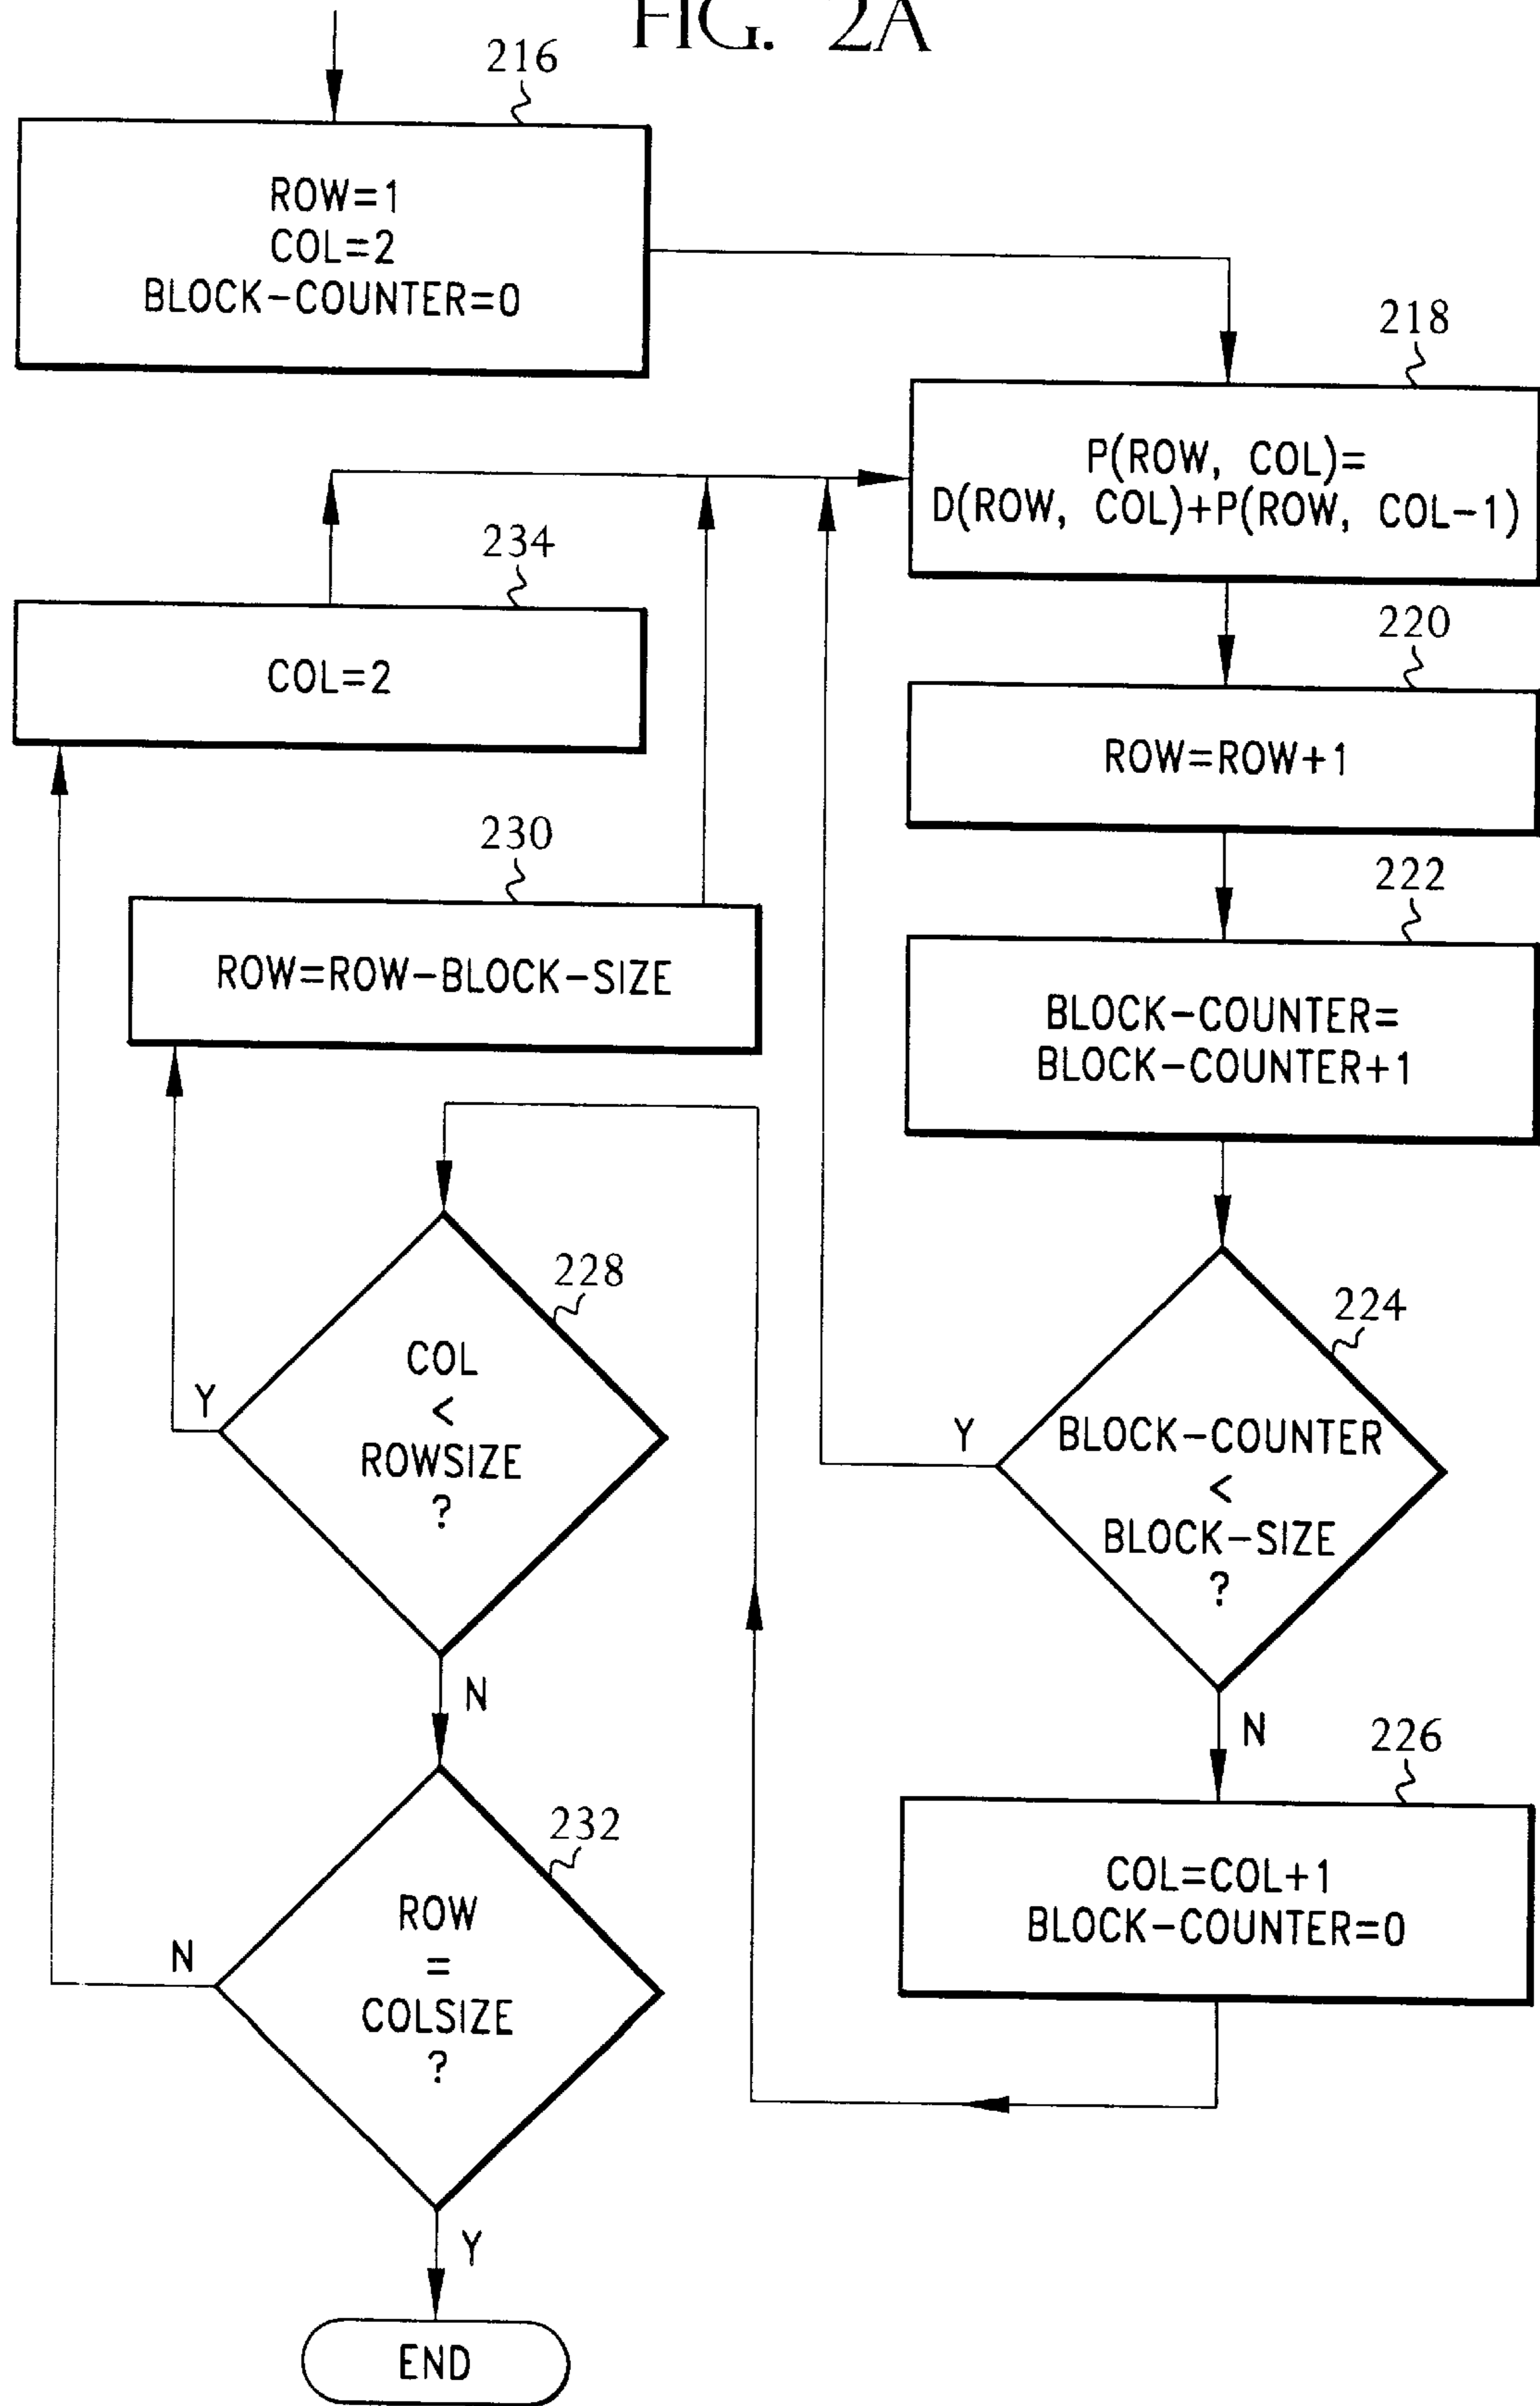 FIG. 2A
216
ROW=1
COL=2
BLOCK-COUNTER=0
218
P(ROW, COL)=
D(ROW, COL)+P(ROW, COL-1)
234
COL=2
220
ROW=ROW+1
230
ROW=ROW-BLOCK-SIZE
222
BLOCK-COUNTER=
BLOCK-COUNTER+1
228
COL
<
ROWSIZE
?
Y
N
224
BLOCK-COUNTER
<
BLOCK-SIZE
?
Y
N
226
COL=COL+1
BLOCK-COUNTER=0
232
ROW
=
COLSIZE
?
N
Y
END